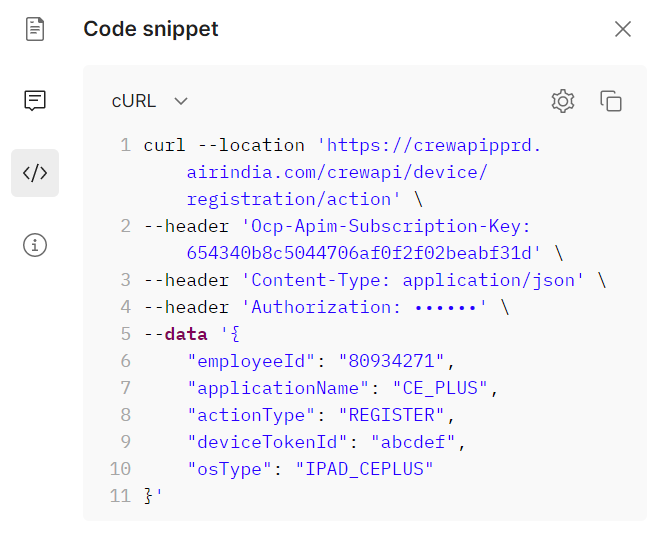 Code snippet
cURL
1 curl --location 'https://crewapipprd.
airindia.com/crewapi/device/
registration/action' \
2 --header 'Ocp-Apim-Subscription-Key:
654340b8c5044706af0f2f02beabf31d' \
3 --header 'Content-Type: application/json' \
4 --header 'Authorization: ••••••' \
5 --data '{
6 "employeeId": "80934271",
7 "applicationName": "CE_PLUS",
8 "actionType": "REGISTER",
9 "deviceTokenId": "abcdef",
10 "osType": "IPAD_CEPLUS"
11 }'